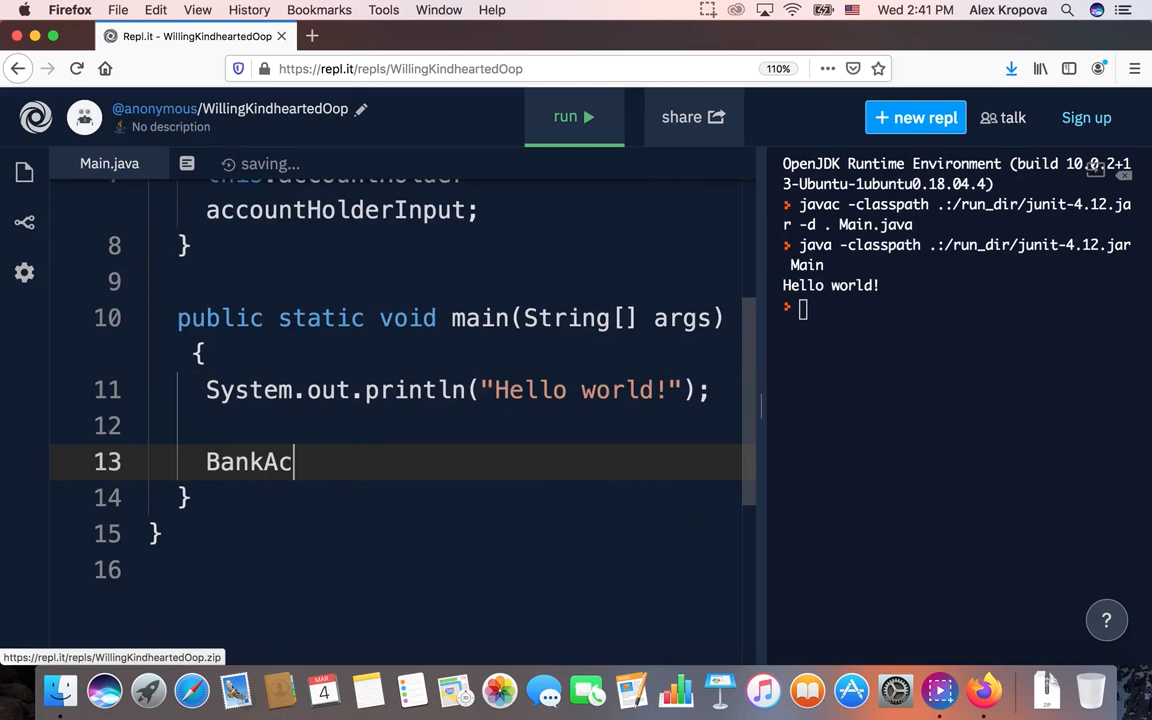 Firefox File Edit View History Bookmarks Tools Window Help Wed 2:41 PM Alex Kropova
Repl.it - WillingKindheartedOop
https://repl.it/repls/WillingKindheartedOop 110%
@anonymous/WillingKindheartedOop
No description
run
share
+ new repl
talk
Sign up
Main.java
saving...
accountHolderInput;
8 }
9
10 public static void main(String[] args)
{
11 System.out.println("Hello world!");
12
13 BankAc
14 }
15 }
16
OpenJDK Runtime Environment (build 10.0.2+1
3-Ubuntu-1ubuntu0.18.04.4)
javac -classpath .:/run_dir/junit-4.12.ja
r -d . Main.java
java -classpath .:/run_dir/junit-4.12.jar
Main
Hello world!
?
https://repl.it/repls/WillingKindheartedOop.zip
MAR
4
ZIP